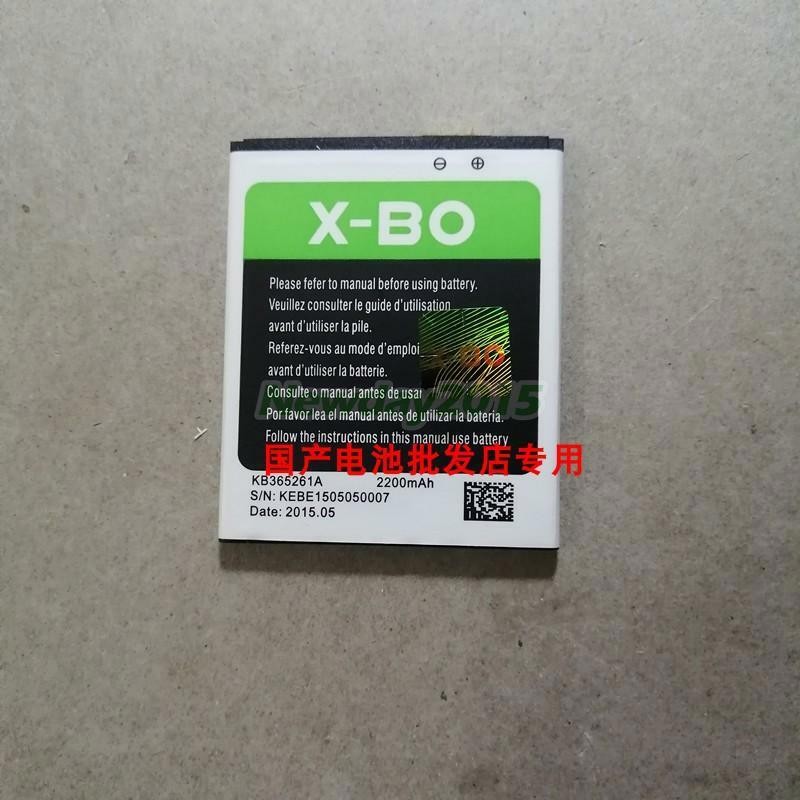 ⊖ ⊕
X-BO
Please fefer to manual before using battery.
Veuillez consulter le guide d'utilisation
avant d'utiliser la pile.
Referez-vous au mode d'emploi
avant d'utiliser la batterie.
X-BO
Consulte o manual antes de usar
Newday2015
Por favor lea el manual antes de utilizar la bateria.
Follow the instructions in this manual use battery
国产电池批发店专用
KB365261A 2200mAh
S/N: KEBE1505050007
Date: 2015.05